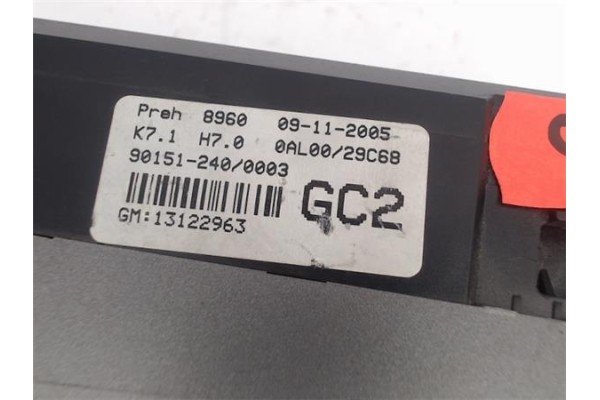 Preh 8960 09-11-2005
K7.1 H7.0 0AL00/29C68
90151-240/0003
GC2
GM:13122963